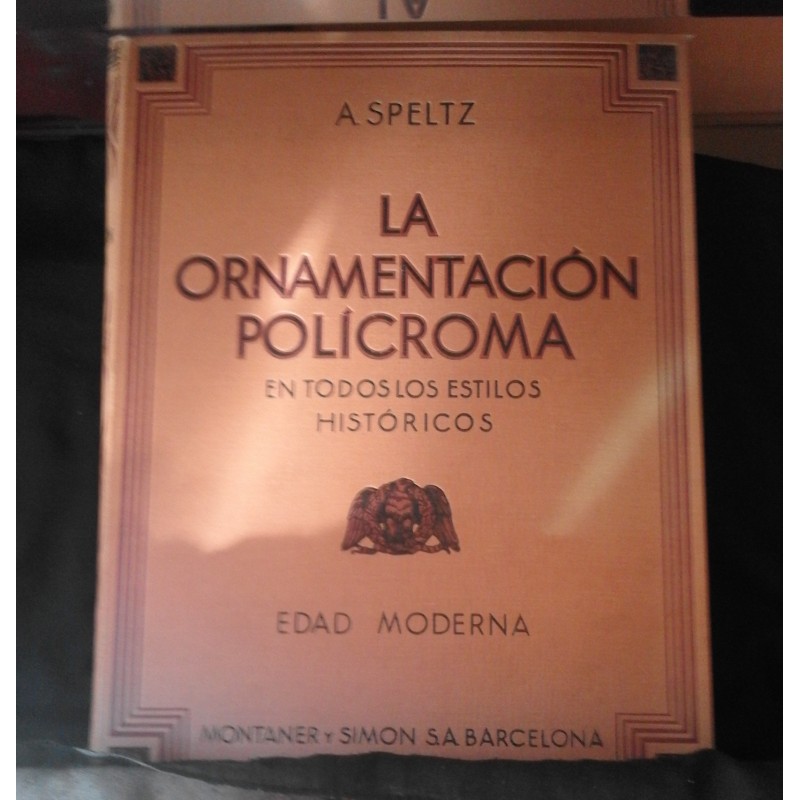 A. SPELTZ
LA
ORNAMENTACIÓN
POLÍCROMA
EN TODOS LOS ESTILOS
HISTÓRICOS
EDAD MODERNA
MONTANER Y SIMON S.A. BARCELONA